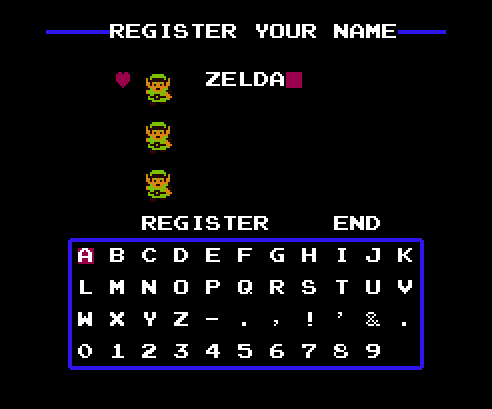 REGISTER YOUR NAME
ZELDA
REGISTER END
A B C D E F G H I J K
L M N O P Q R S T U V
W X Y Z - . , ! ' & .
0 1 2 3 4 5 6 7 8 9